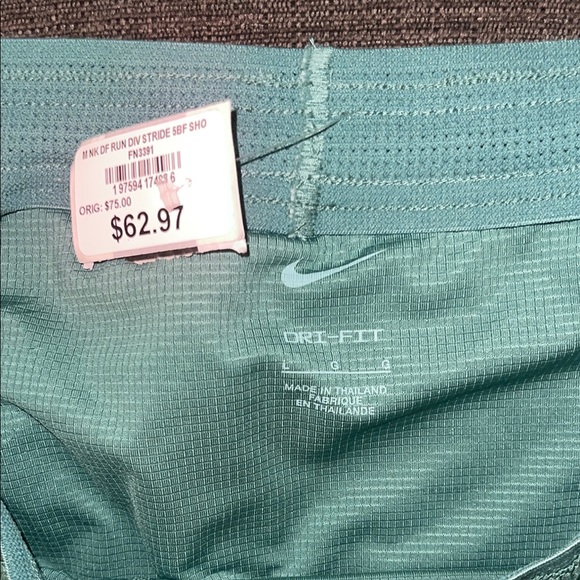 M NK DF RUN DIV STRIDE 5BF SHO
FN3391
ORIG: $75.00
$62.97
DRI-FIT
L G G
MADE IN THAILAND
FABRIQUE
EN THAILANDE